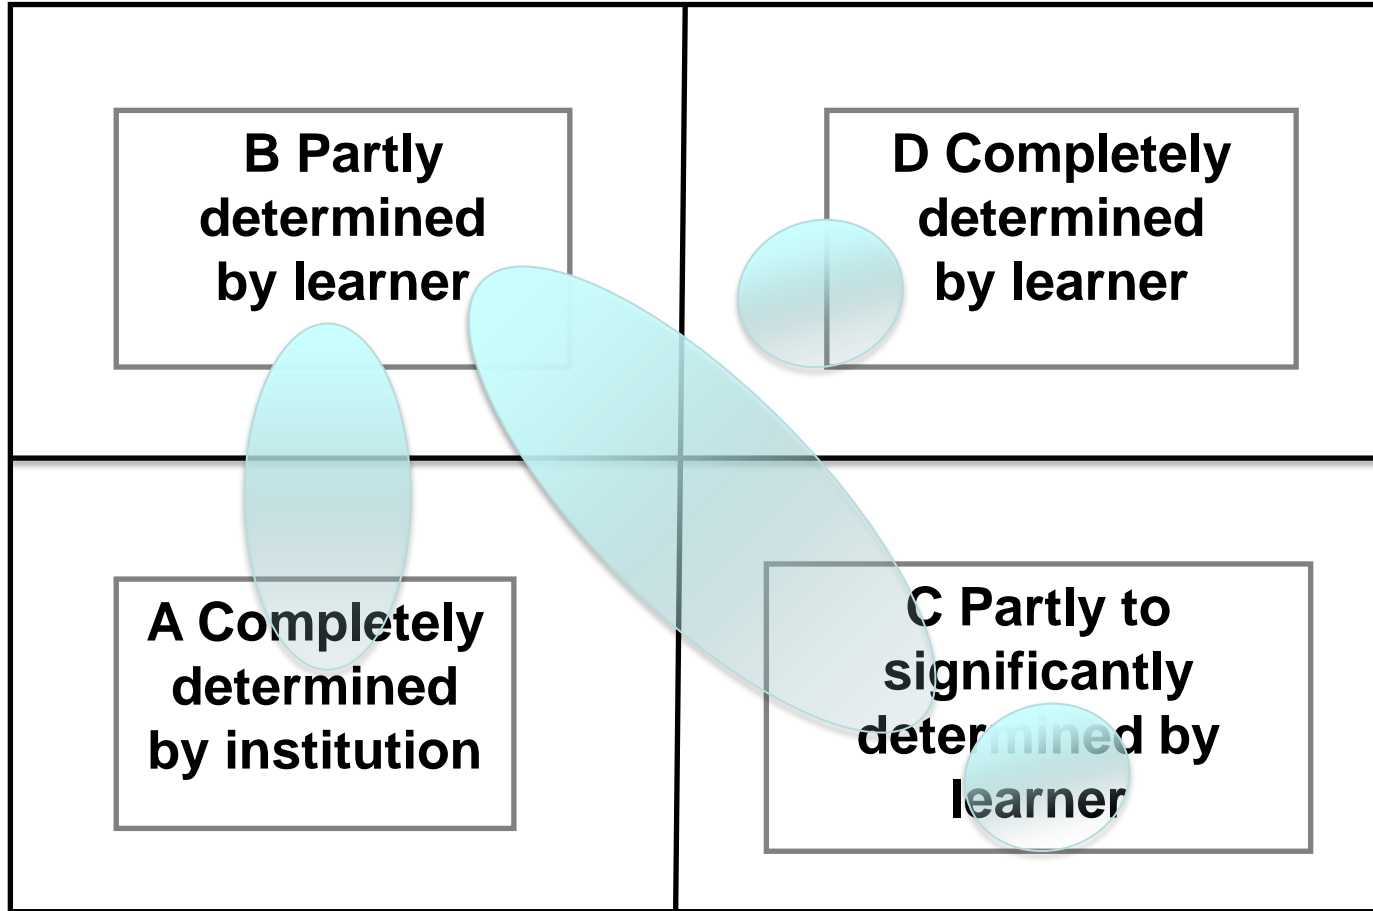 B Partly
determined
by learner
D Completely
determined
by learner
A Completely
determined
by institution
C Partly to
significantly
determined by
learner